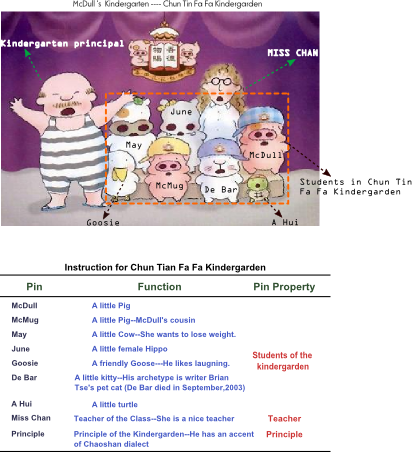 McDull's Kindergarten ---- Chun Tin Fa Fa Kindergarden
Kindergarten principal
MISS CHAN
June
May
McDull
McMug
De Bar
Students in Chun Tin
Fa Fa Kindergarden
Goosie
A Hui
Instruction for Chun Tian Fa Fa Kindergarden
Pin Function Pin Property
McDull A little Pig
McMug A little Pig--McDull's cousin
May A little Cow--She wants to lose weight.
June A little female Hippo
Students of the
kindergarden
Goosie A friendly Goose---He likes laugning.
De Bar A little kitty--His archetype is writer Brian
Tse's pet cat (De Bar died in September,2003)
A Hui A little turtle
Miss Chan Teacher of the Class--She is a nice teacher Teacher
Principle Principle of the Kindergarden--He has an accent Principle
of Chaoshan dialect